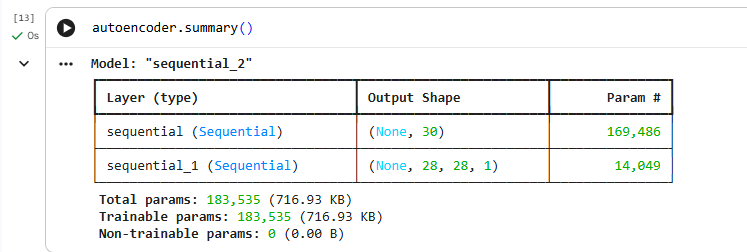 [13]
0s
autoencoder.summary()
Model: "sequential_2"
Layer (type) Output Shape Param #
sequential (Sequential) (None, 30) 169,486
sequential_1 (Sequential) (None, 28, 28, 1) 14,049
Total params: 183,535 (716.93 KB)
Trainable params: 183,535 (716.93 KB)
Non-trainable params: 0 (0.00 B)